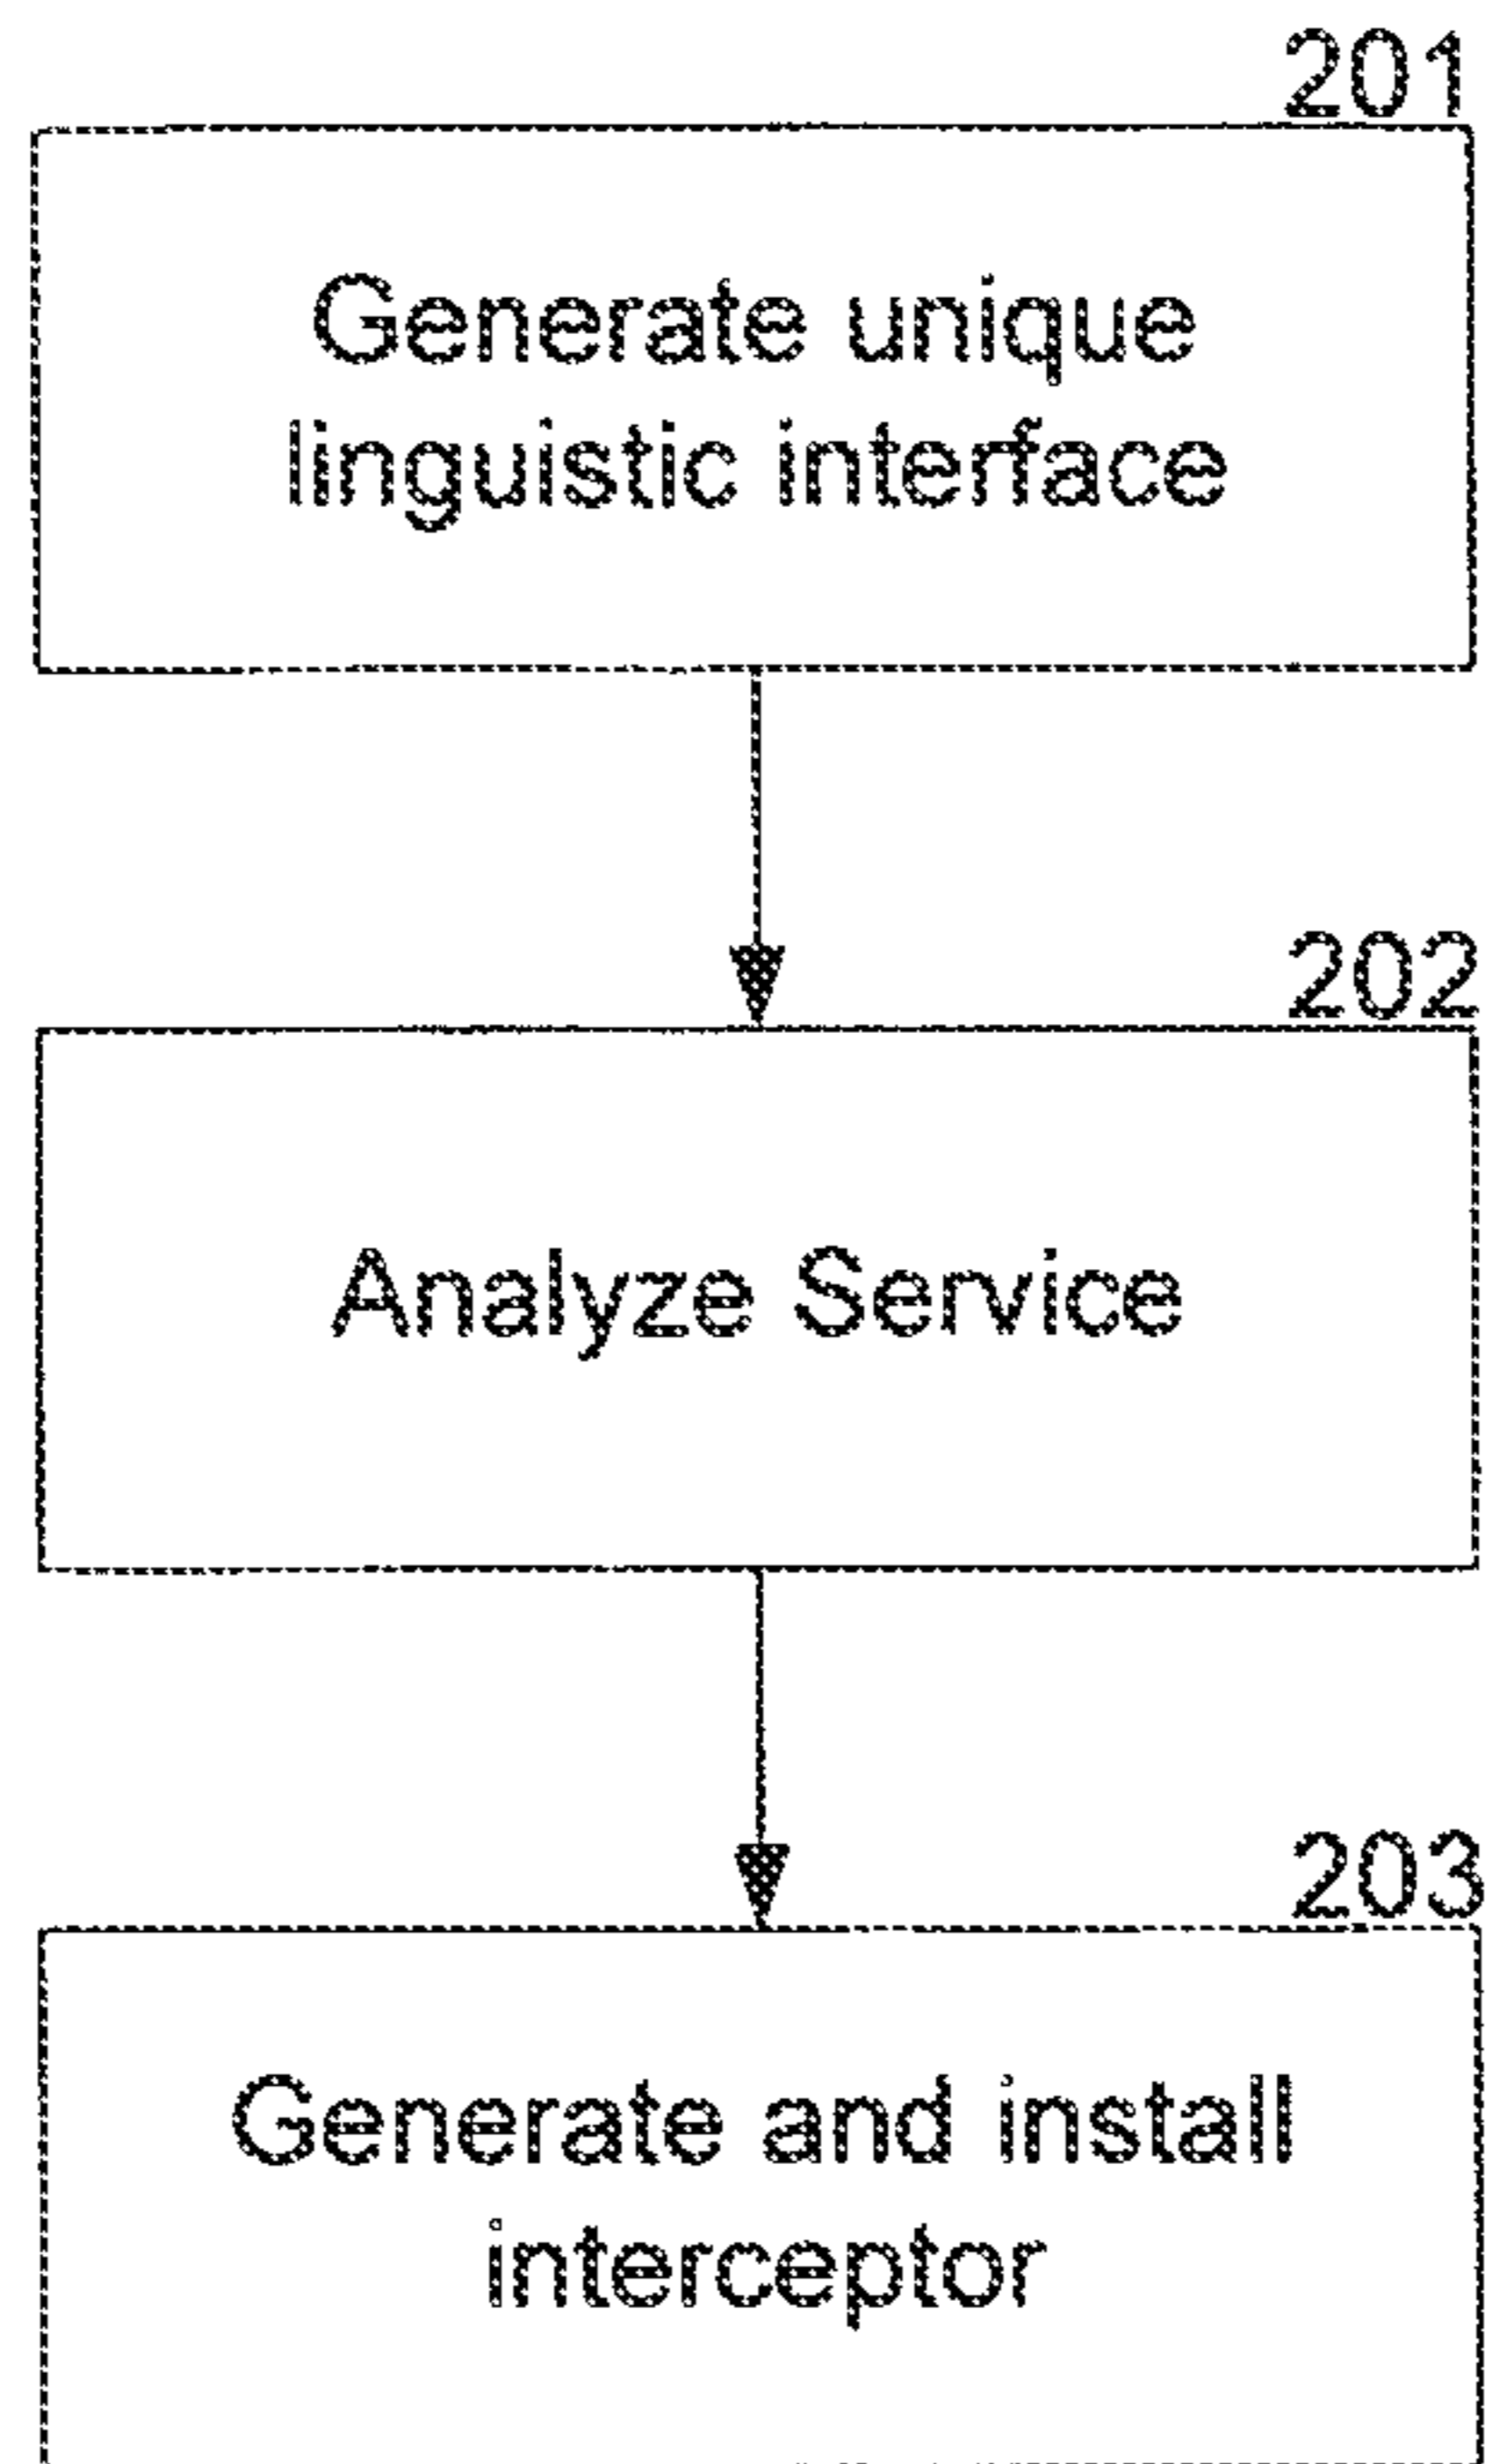 201
Generate unique
linguistic interface
202
Analyze Service
203
Generate and install
interceptor